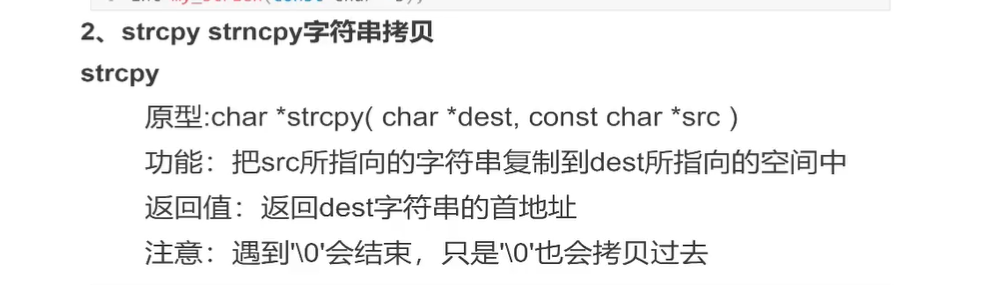 2、strcpy strncpy字符串拷贝
strcpy
原型:char *strcpy( char *dest, const char *src )
功能：把src所指向的字符串复制到dest所指向的空间中
返回值：返回dest字符串的首地址
注意：遇到'\0'会结束，只是'\0'也会拷贝过去